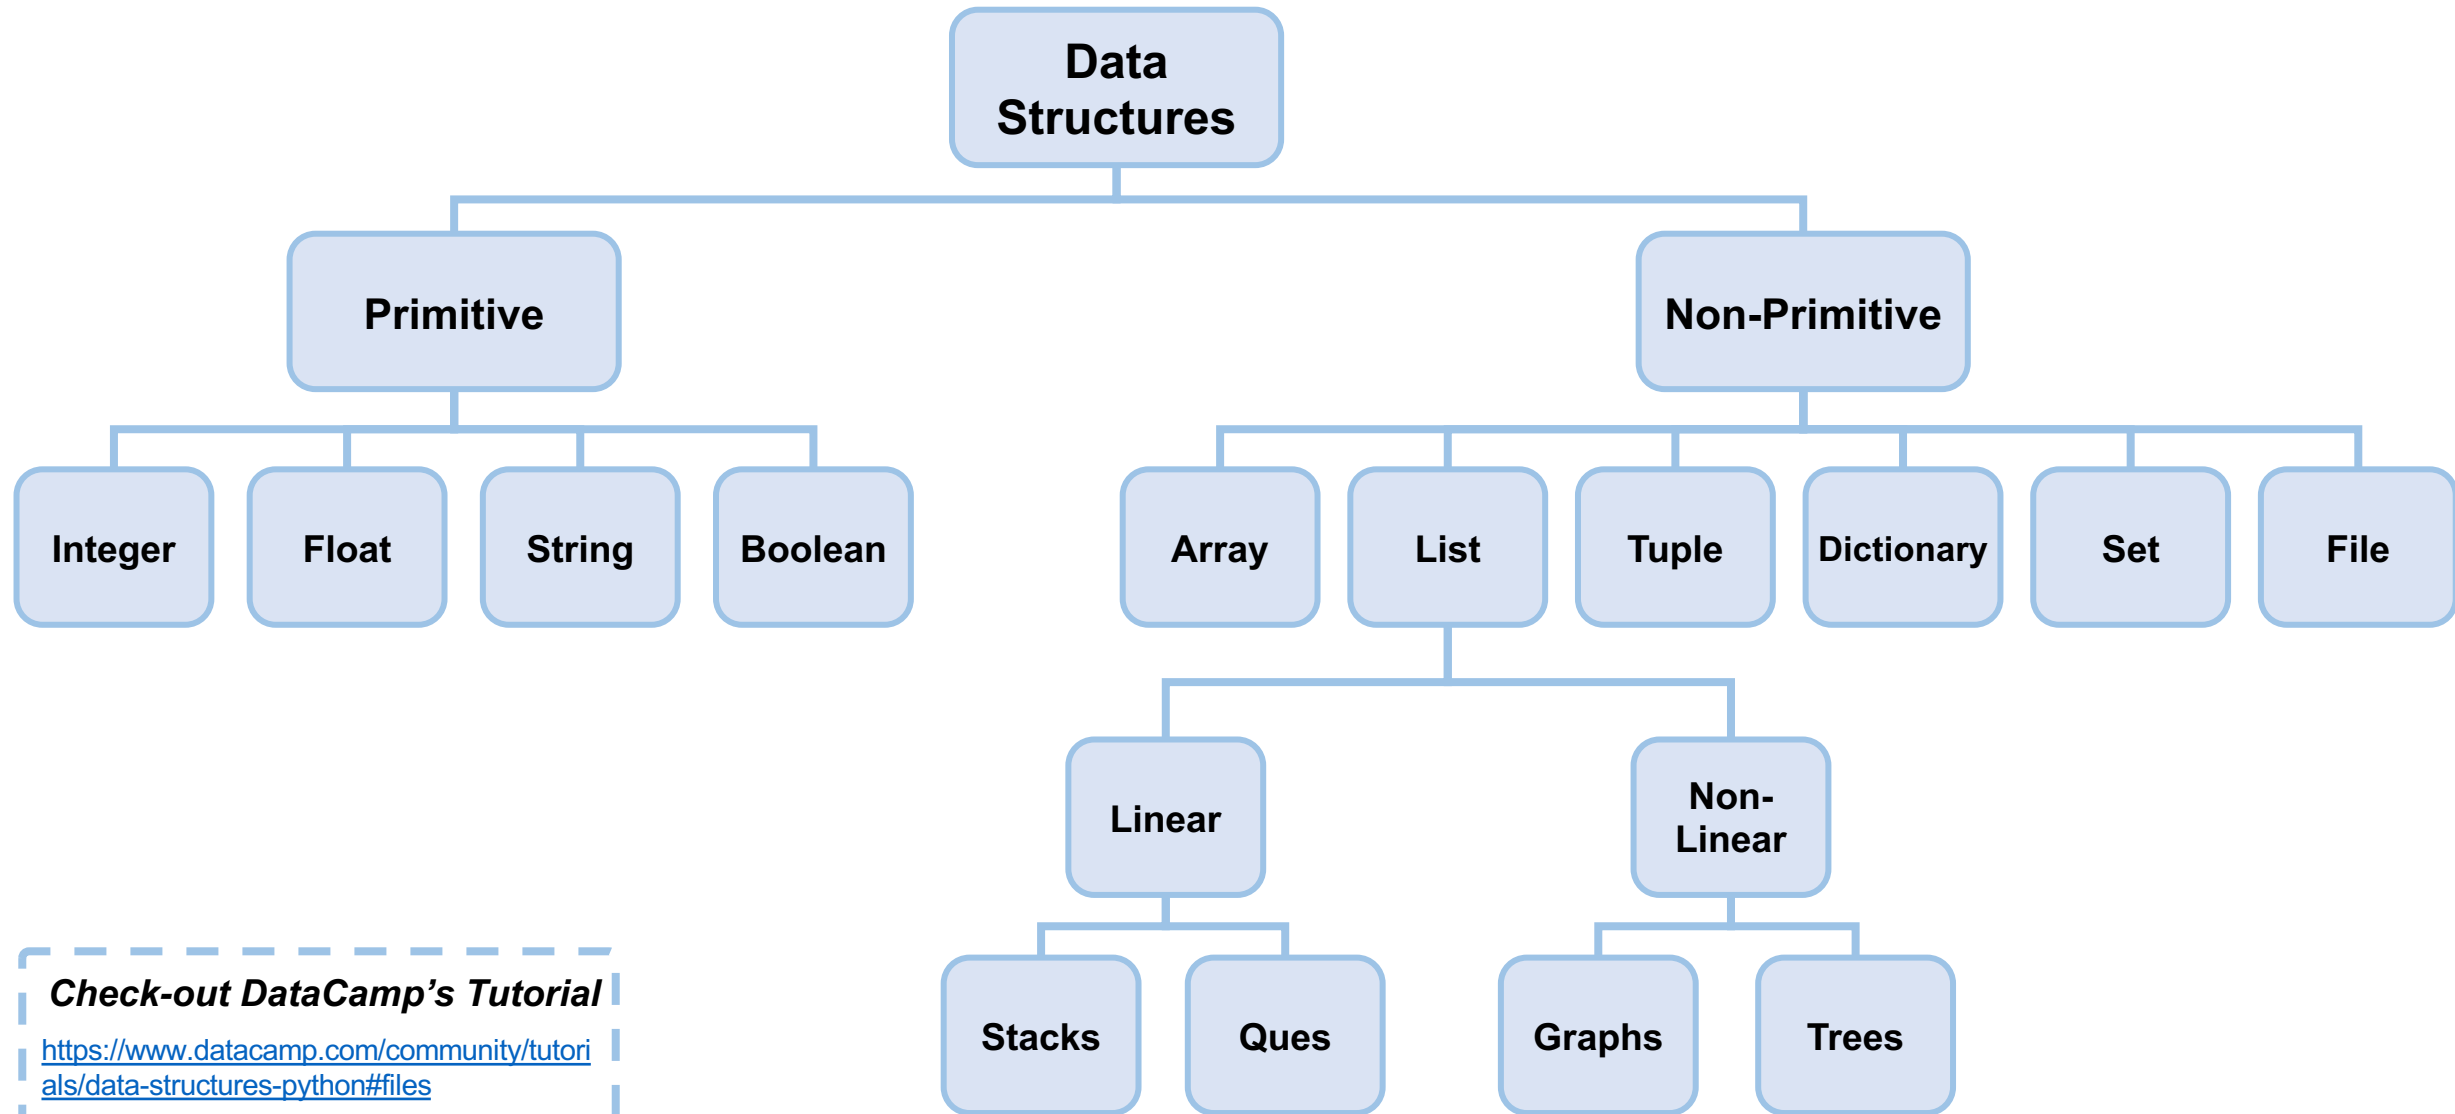 Data
Structures
Primitive
Non-Primitive
Integer
Float
String
Boolean
Array
List
Tuple
Dictionary
Set
File
Linear
Non-
Linear
Stacks
Ques
Graphs
Trees
Check-out DataCamp’s Tutorial
https://www.datacamp.com/community/tutori
als/data-structures-python#files